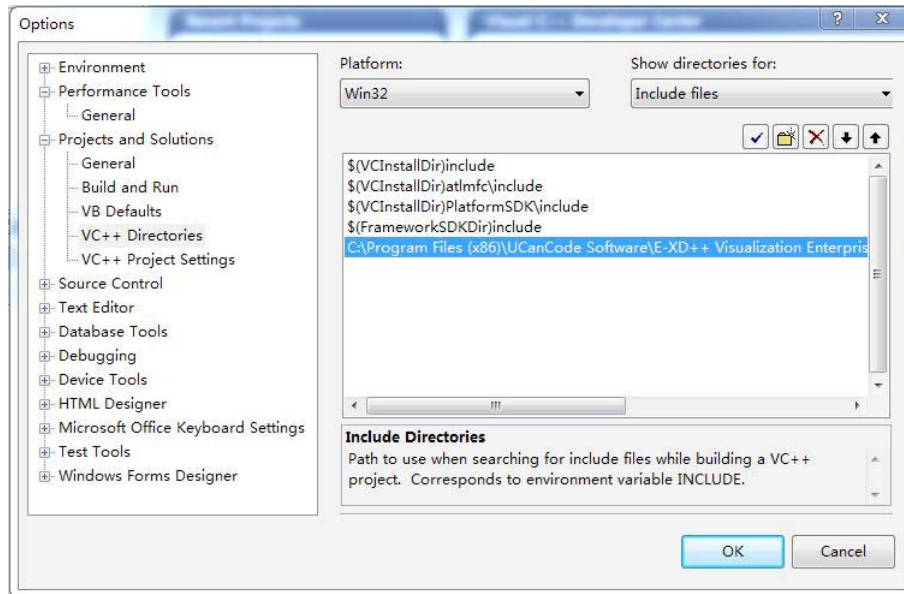 Options
Recent Projects
Visual C++ Developer Center
Environment
Performance Tools
General
Projects and Solutions
General
Build and Run
VB Defaults
VC++ Directories
VC++ Project Settings
Source Control
Text Editor
Database Tools
Debugging
Device Tools
HTML Designer
Microsoft Office Keyboard Settings
Test Tools
Windows Forms Designer
Platform:
Win32
Show directories for:
Include files
$(VCInstallDir)include
$(VCInstallDir)atlmfc\include
$(VCInstallDir)PlatformSDK\include
$(FrameworkSDKDir)include
C:\Program Files (x86)\UCanCode Software\E-XD++ Visualization Enterpris
Include Directories
Path to use when searching for include files while building a VC++
project. Corresponds to environment variable INCLUDE.
OK
Cancel